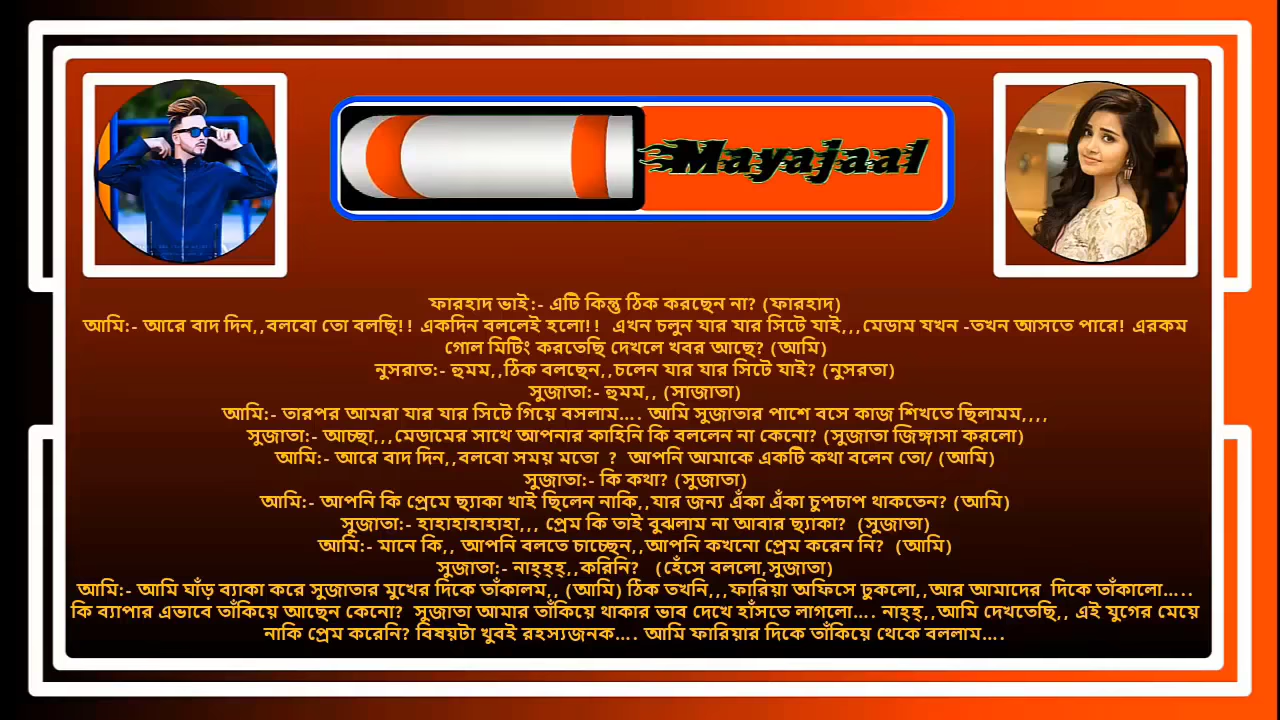 Mayajaal
ফারহাদ ভাই:- এটি কিন্তু ঠিক করছেন না? (ফারহাদ)
আমি:- আরে বাদ দিন,,বলবো তো বলছি!! একদিন বললেই হলো!! এখন চলুন যার যার সিটে যাই,,,মেডাম যখন -তখন আসতে পারে! এরকম
গোল মিটিং করতেছি দেখলে খবর আছে? (আমি)
নুসরাত:- হুমম,,ঠিক বলছেন,,চলেন যার যার সিটে যাই? (নুসরতা)
সুজাতা:- হুমম,, (সাজাতা)
আমি:- তারপর আমরা যার যার সিটে গিয়ে বসলাম.... আমি সুজাতার পাশে বসে কাজ শিখতে ছিলামম,,,,
সুজাতা:- আচ্ছা,,,মেডামের সাথে আপনার কাহিনি কি বললেন না কেনো? (সুজাতা জিঙ্গাসা করলো)
আমি:- আরে বাদ দিন,,বলবো সময় মতো ? আপনি আমাকে একটি কথা বলেন তো/ (আমি)
সুজাতা:- কি কথা? (সুজাতা)
আমি:- আপনি কি প্রেমে ছ্যাকা খাই ছিলেন নাকি,,যার জন্য এঁকা এঁকা চুপচাপ থাকতেন? (আমি)
সুজাতা:- হাহাহাহাহাহা,,, প্রেম কি তাই বুঝলাম না আবার ছ্যাকা? (সুজাতা)
আমি:- মানে কি,, আপনি বলতে চাচ্ছেন,,আপনি কখনো প্রেম করেন নি? (আমি)
সুজাতা:- নাহ্হ্হ্,,করিনি? (হেঁসে বললো,সুজাতা)
আমি:- আমি ঘাঁড় ব্যাকা করে সুজাতার মুখের দিকে তাঁকালম,, (আমি) ঠিক তখনি,,,ফারিয়া অফিসে ঢুকলো,,আর আমাদের দিকে তাঁকালো.....
কি ব্যাপার এভাবে তাঁকিয়ে আছেন কেনো? সুজাতা আমার তাঁকিয়ে থাকার ভাব দেখে হাঁসতে লাগলো.... নাহ্হ্,,আমি দেখতেছি,, এই যুগের মেয়ে
নাকি প্রেম করেনি? বিষয়টা খুবই রহস্যজনক.... আমি ফারিয়ার দিকে তাঁকিয়ে থেকে বললাম....